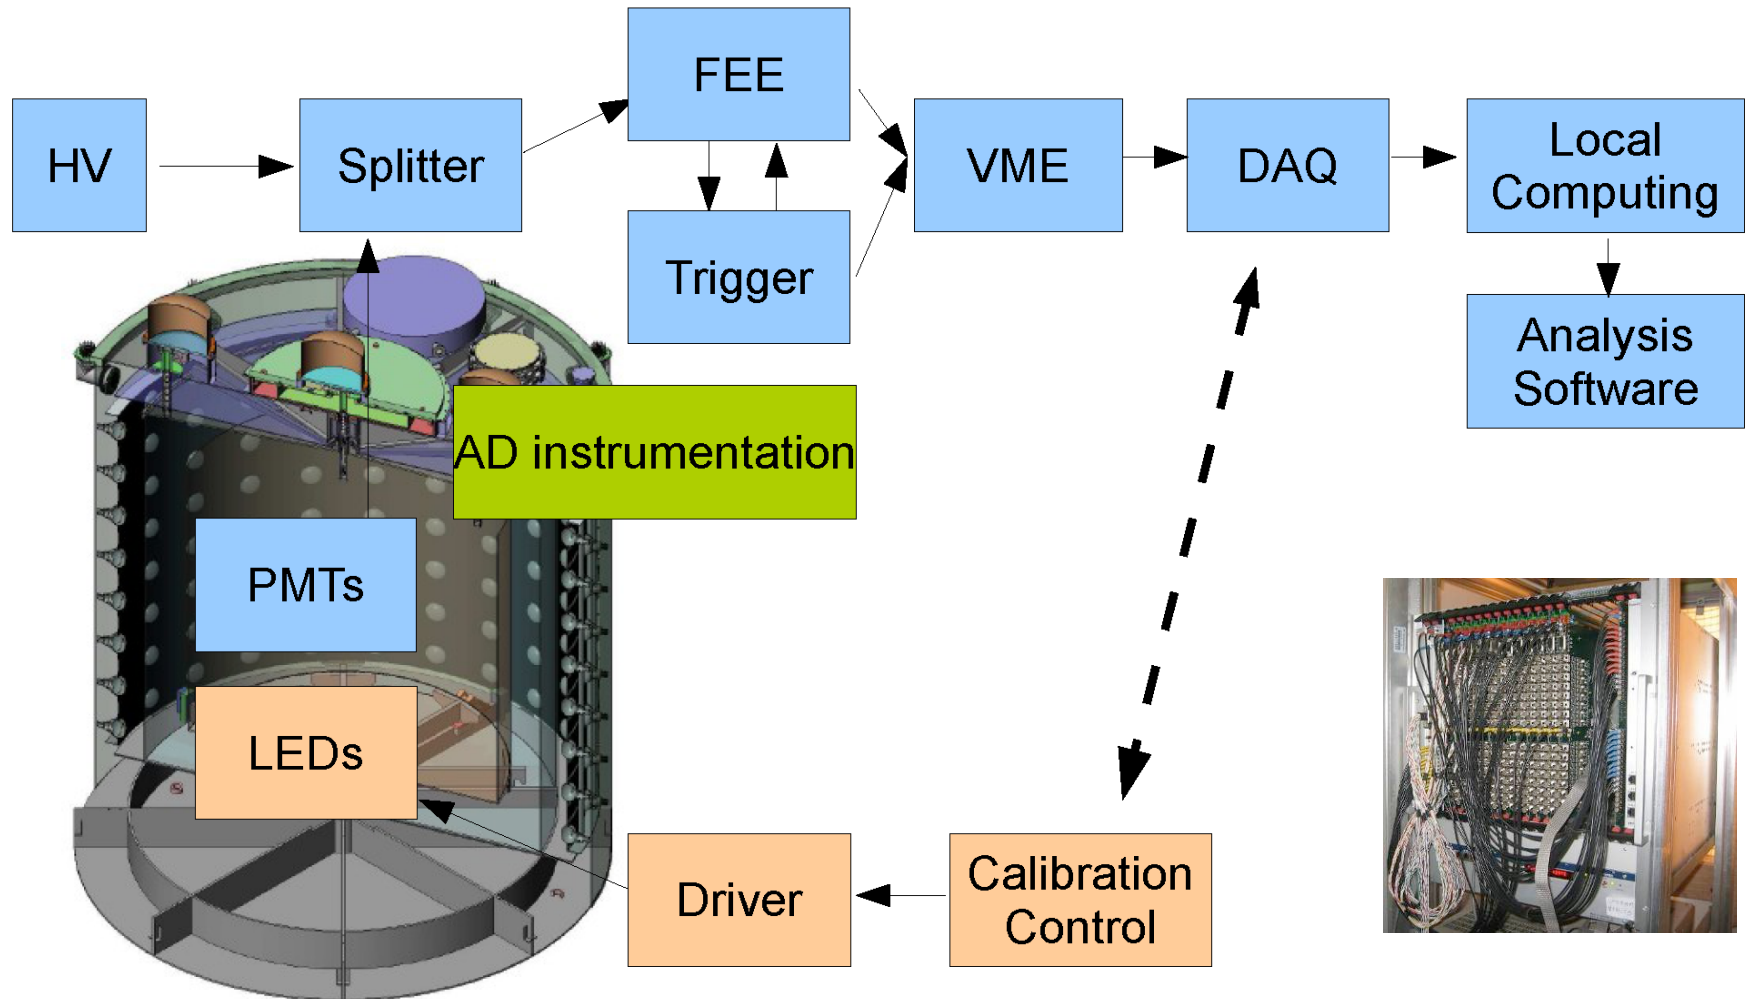 FEE
HV
Splitter
VME
DAQ
Local
Computing
Trigger
Analysis
Software
AD instrumentation
PMTs
LEDs
Driver
Calibration
Control